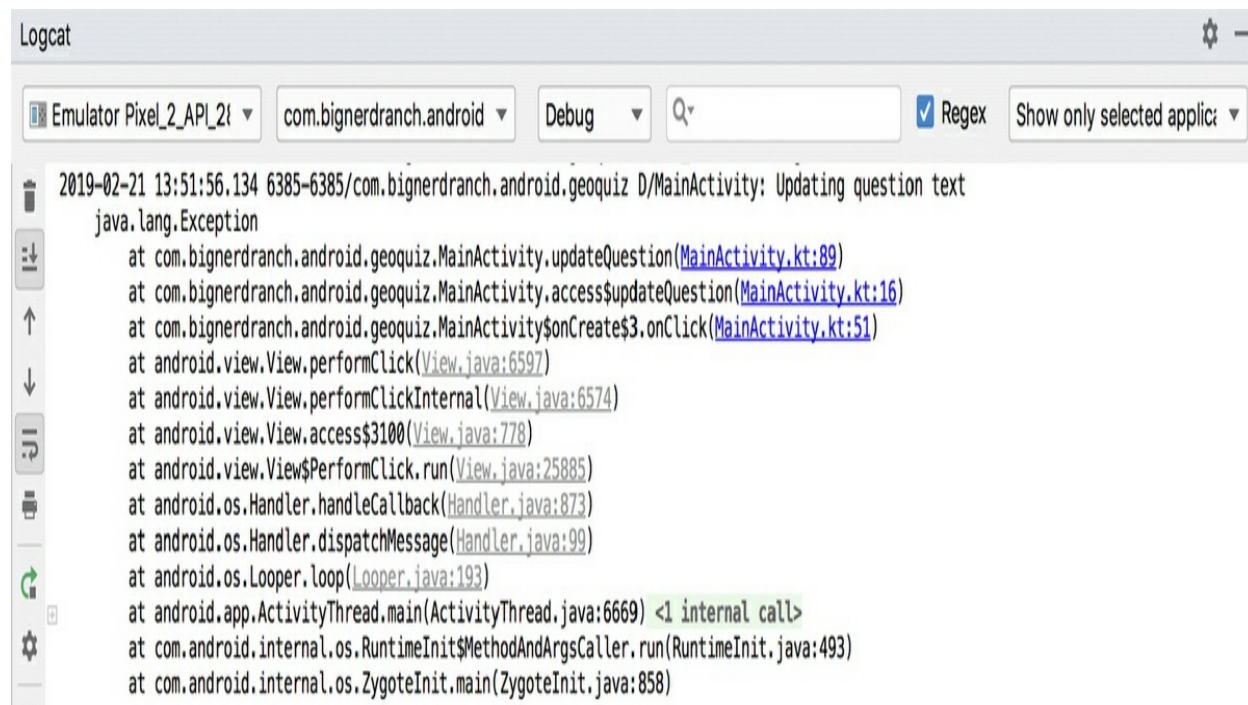 Logcat
Emulator Pixel_2_API_28 com.bignerdranch.android Debug Regex Show only selected applica
2019-02-21 13:51:56.134 6385-6385/com.bignerdranch.android.geoquiz D/MainActivity: Updating question text
java.lang.Exception
at com.bignerdranch.android.geoquiz.MainActivity.updateQuestion(MainActivity.kt:89)
at com.bignerdranch.android.geoquiz.MainActivity.access$updateQuestion(MainActivity.kt:16)
at com.bignerdranch.android.geoquiz.MainActivity$onCreate$3.onClick(MainActivity.kt:51)
at android.view.View.performClick(View.java:6597)
at android.view.View.performClickInternal(View.java:6574)
at android.view.View.access$3100(View.java:778)
at android.view.View$PerformClick.run(View.java:25885)
at android.os.Handler.handleCallback(Handler.java:873)
at android.os.Handler.dispatchMessage(Handler.java:99)
at android.os.Looper.loop(Looper.java:193)
at android.app.ActivityThread.main(ActivityThread.java:6669) <1 internal call>
at com.android.internal.os.RuntimeInit$MethodAndArgsCaller.run(RuntimeInit.java:493)
at com.android.internal.os.ZygoteInit.main(ZygoteInit.java:858)